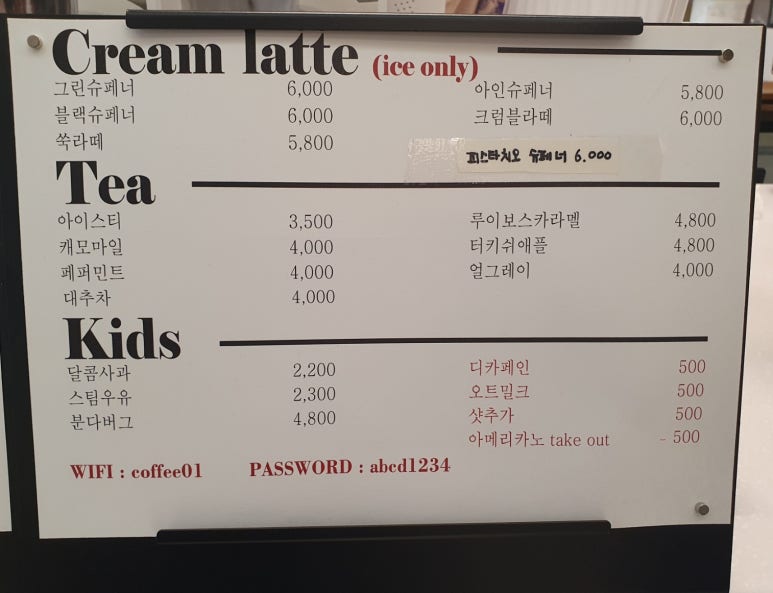 Cream latte (ice only)
그린슈페너 6,000 아인슈페너 5,800
블랙슈페너 6,000 크럼블라떼 6,000
쑥라떼 5,800
피스타치오 슈페너 6.000
Tea
아이스티 3,500 루이보스카라멜 4,800
캐모마일 4,000 터키쉬애플 4,800
페퍼민트 4,000 얼그레이 4,000
대추차 4,000
Kids
달콤사과 2,200 디카페인 500
스팀우유 2,300 오트밀크 500
분다버그 4,800 샷추가 500
아메리카노 take out - 500
WIFI : coffee01 PASSWORD : abcd1234